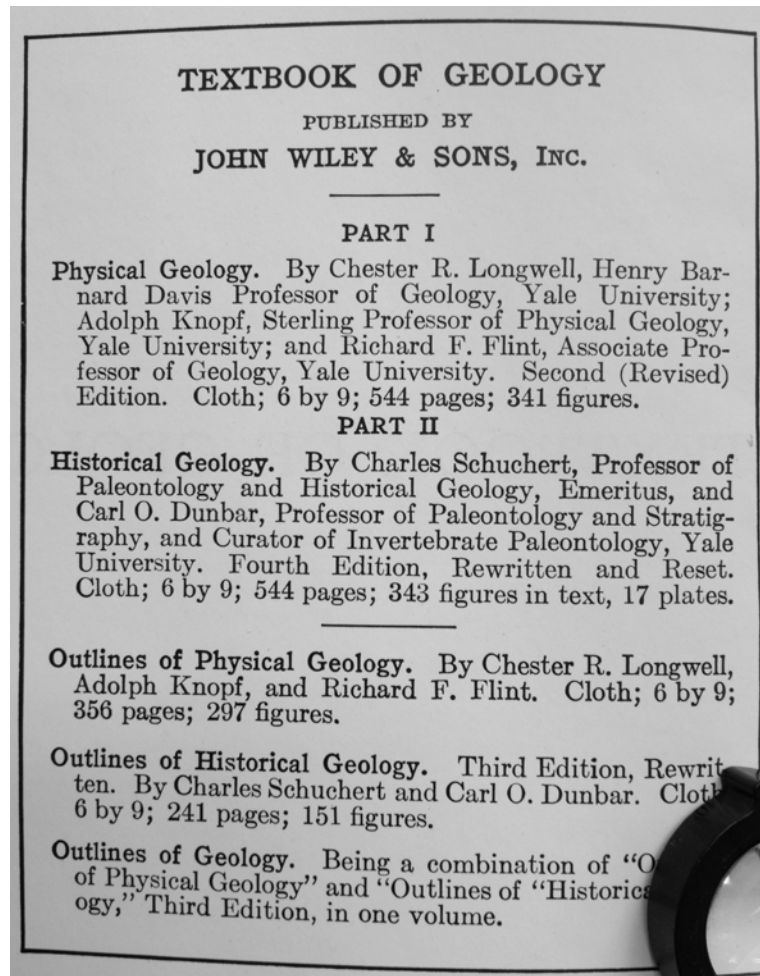 TEXTBOOK OF GEOLOGY
PUBLISHED BY
JOHN WILEY & SONS, INC.
PART I
Physical Geology. By Chester R. Longwell, Henry Bar-
nard Davis Professor of Geology, Yale University;
Adolph Knopf, Sterling Professor of Physical Geology,
Yale University; and Richard F. Flint, Associate Pro-
fessor of Geology, Yale University. Second (Revised)
Edition. Cloth; 6 by 9; 544 pages; 341 figures.
PART II
Historical Geology. By Charles Schuchert, Professor of
Paleontology and Historical Geology, Emeritus, and
Carl O. Dunbar, Professor of Paleontology and Stratig-
raphy, and Curator of Invertebrate Paleontology, Yale
University. Fourth Edition, Rewritten and Reset.
Cloth; 6 by 9; 544 pages; 343 figures in text, 17 plates.
Outlines of Physical Geology. By Chester R. Longwell,
Adolph Knopf, and Richard F. Flint. Cloth; 6 by 9;
356 pages; 297 figures.
Outlines of Historical Geology. Third Edition, Rewrit
ten. By Charles Schuchert and Carl O. Dunbar. Cloth
6 by 9; 241 pages; 151 figures.
Outlines of Geology. Being a combination of
of Physical Geology" and "Outlines of "Historica
ogy," Third Edition, in one volume.